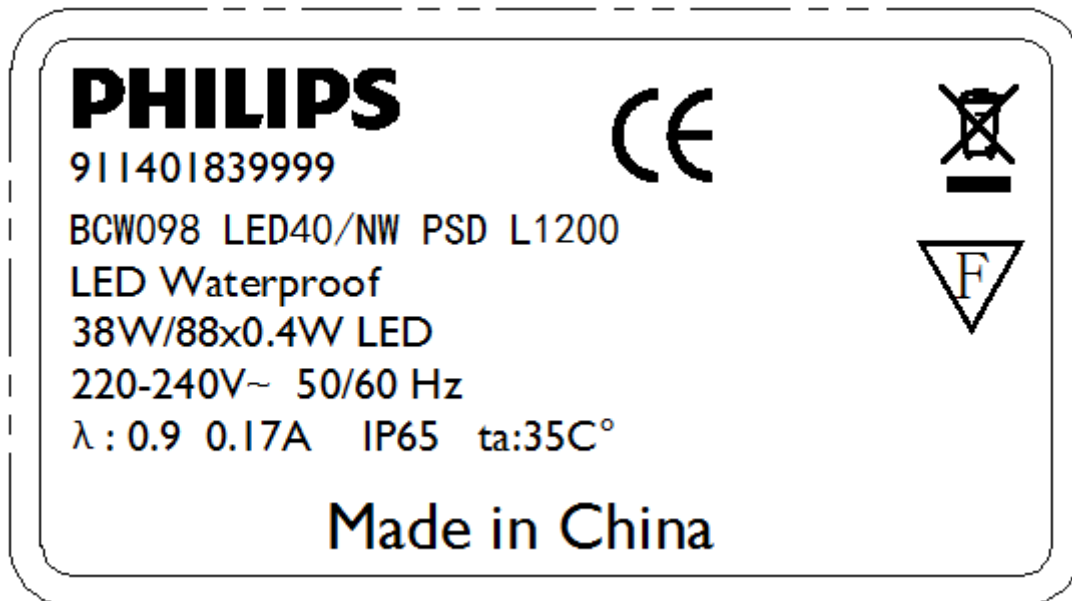 PHILIPS
CE
911401839999
BCW098 LED40/NW PSD L1200
F
LED Waterproof
38W/88x0.4W LED
220-240V~ 50/60 Hz
λ: 0.9 0.17A IP65 ta:35C°
Made in China